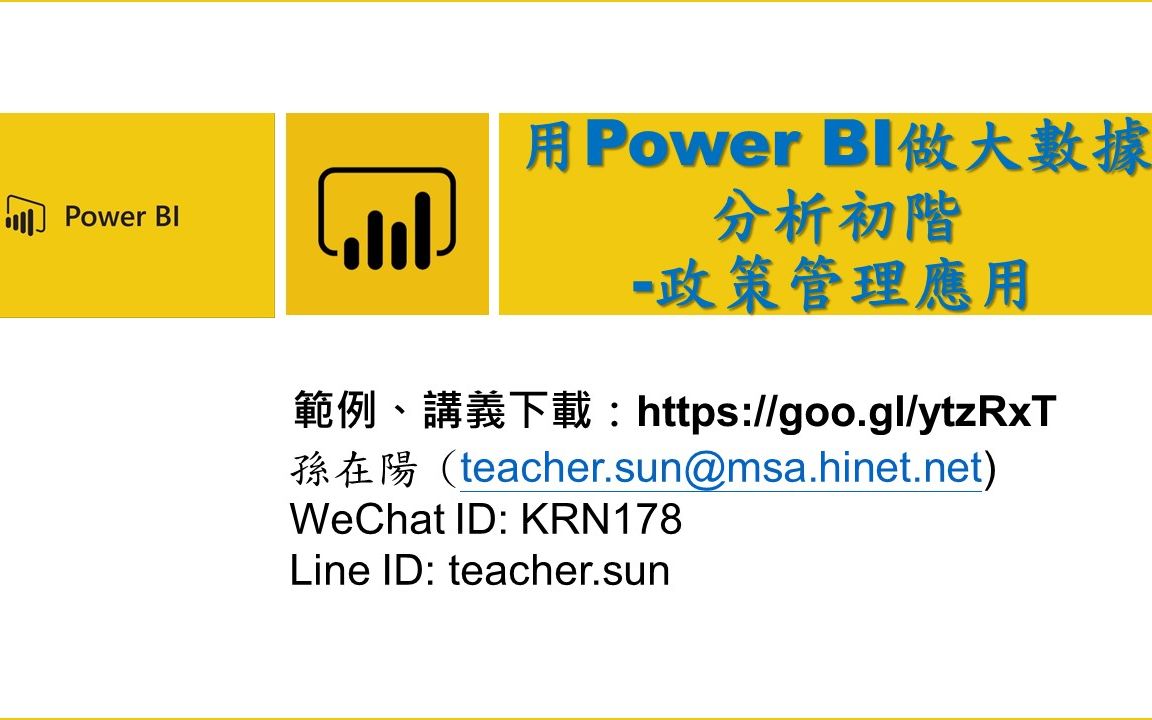 Power BI
用Power BI做大數據
分析初階
-政策管理應用
範例、講義下載：https://goo.gl/ytzRxT
孫在陽（teacher.sun@msa.hinet.net)
WeChat ID: KRN178
Line ID: teacher.sun